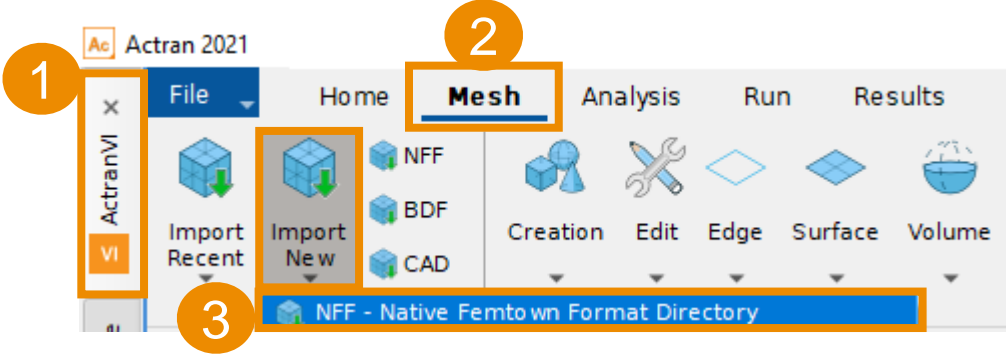 Ac Actran 2021
1
2
ActranVI
VI
File
Home
Mesh
Analysis
Run
Results
Import
Recent
Import
New
NFF
BDF
CAD
Creation
Edit
Edge
Surface
Volume
3
NFF - Native Femtown Format Directory